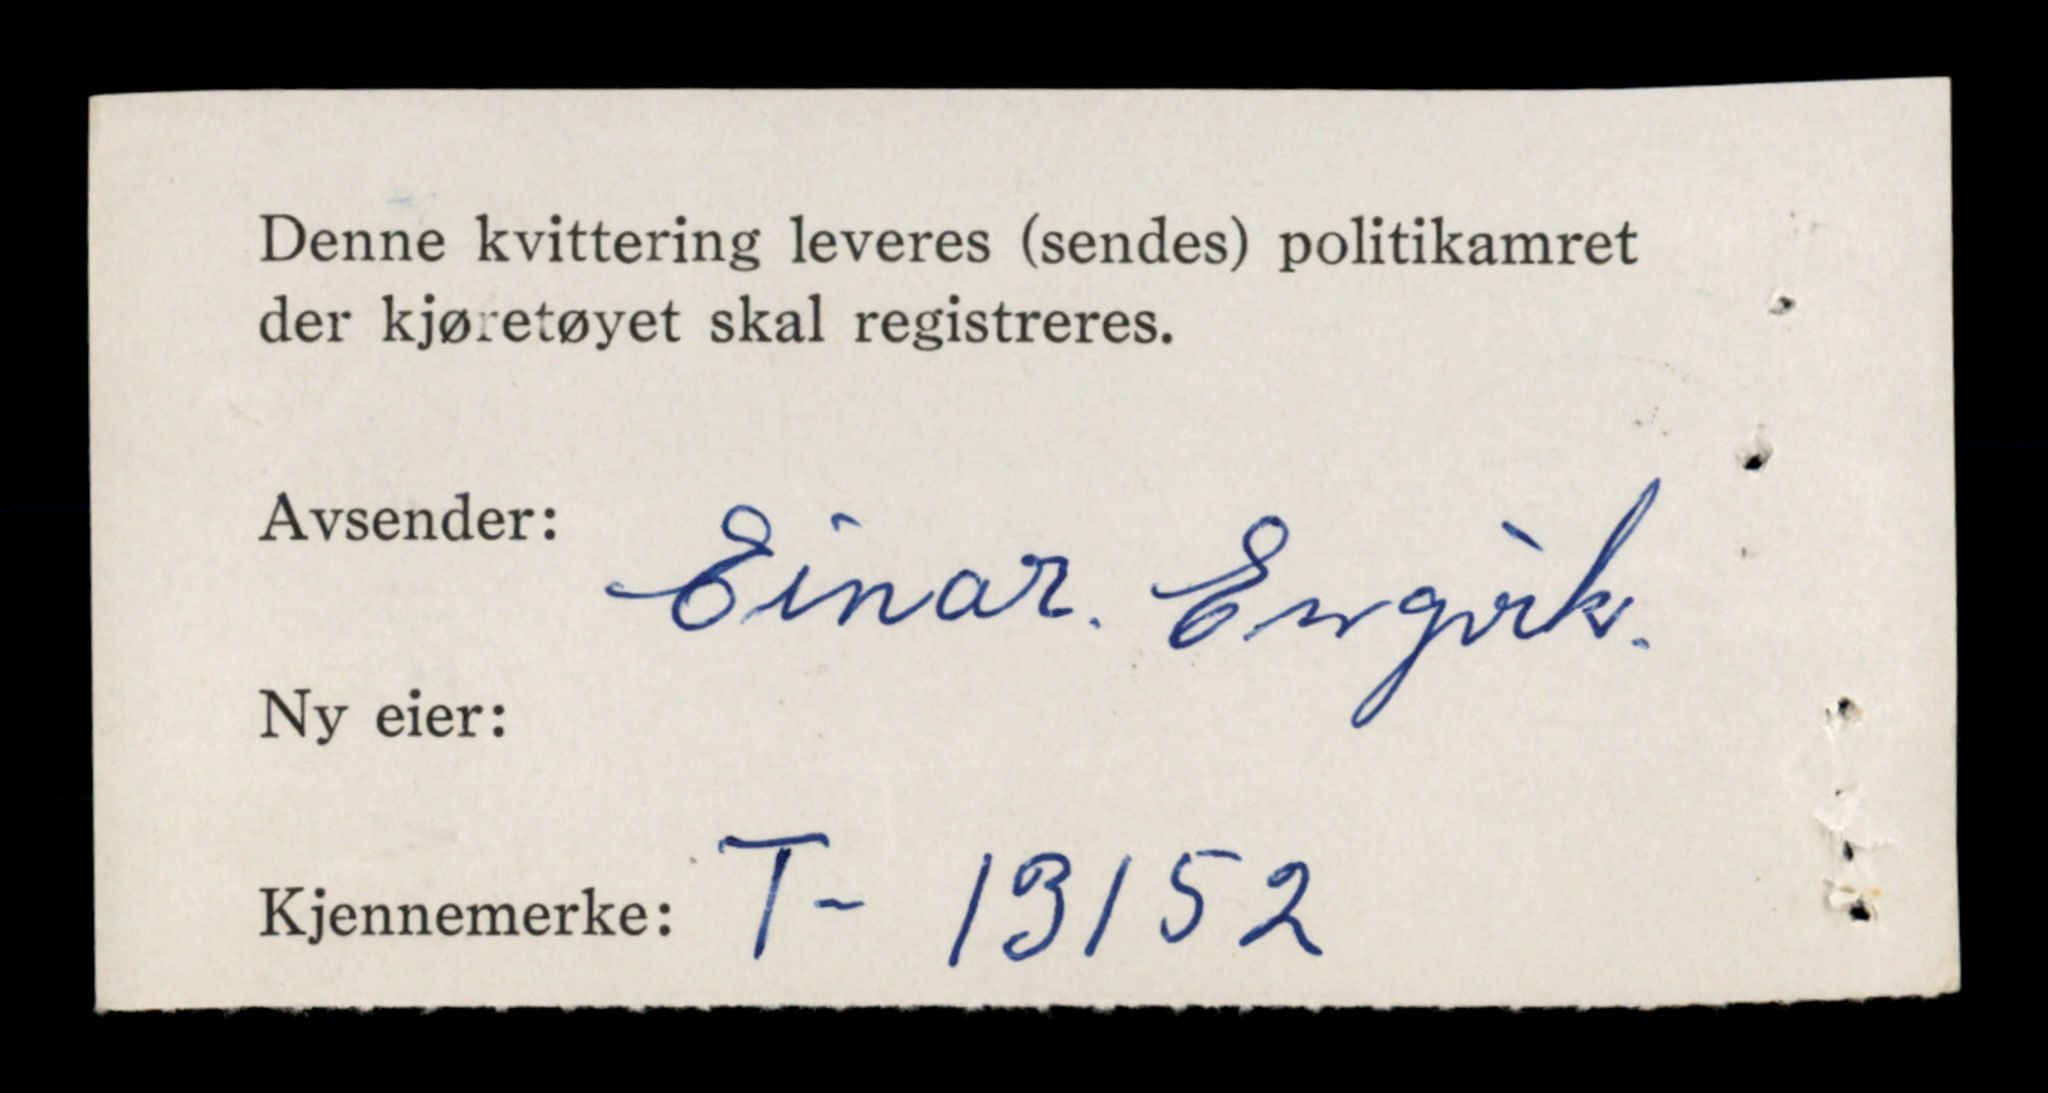 Denne kvittering leveres (sendes) politikamret
der kjøretøyet skal registreres.
Avsender: Einar. Engvik.
Ny eier:
Kjennemerke: T- 13152